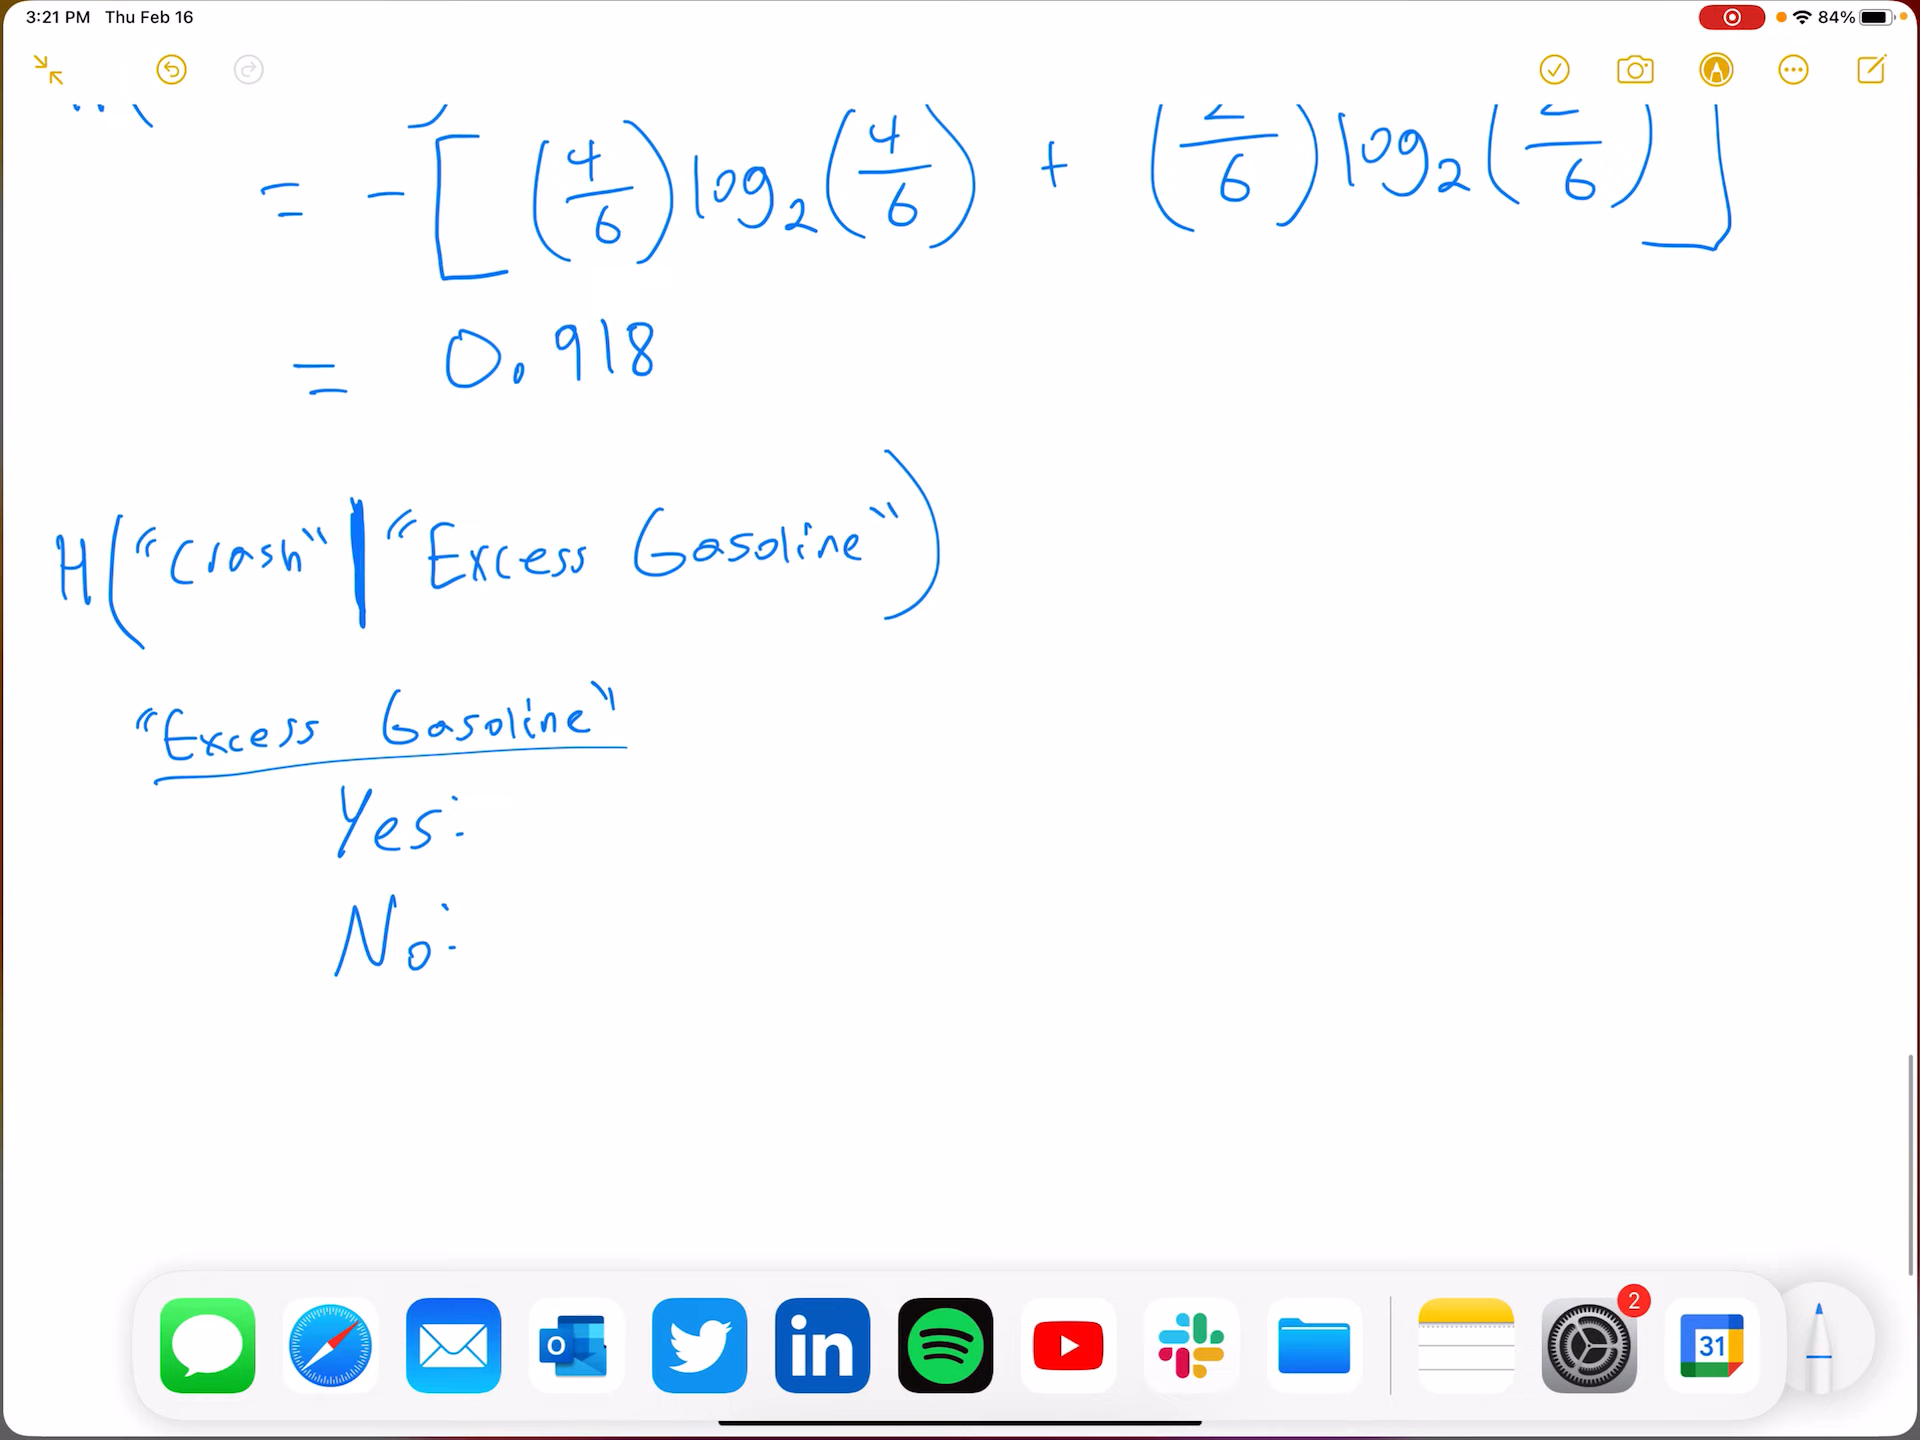 3:21 PM Thu Feb 16 84%
= - [ (4/6) log₂ (4/6) + (2/6) log₂ (2/6) ]
= 0.918
H("Crash" | "Excess Gasoline")
"Excess Gasoline"
Yes:
No:
2
in
31